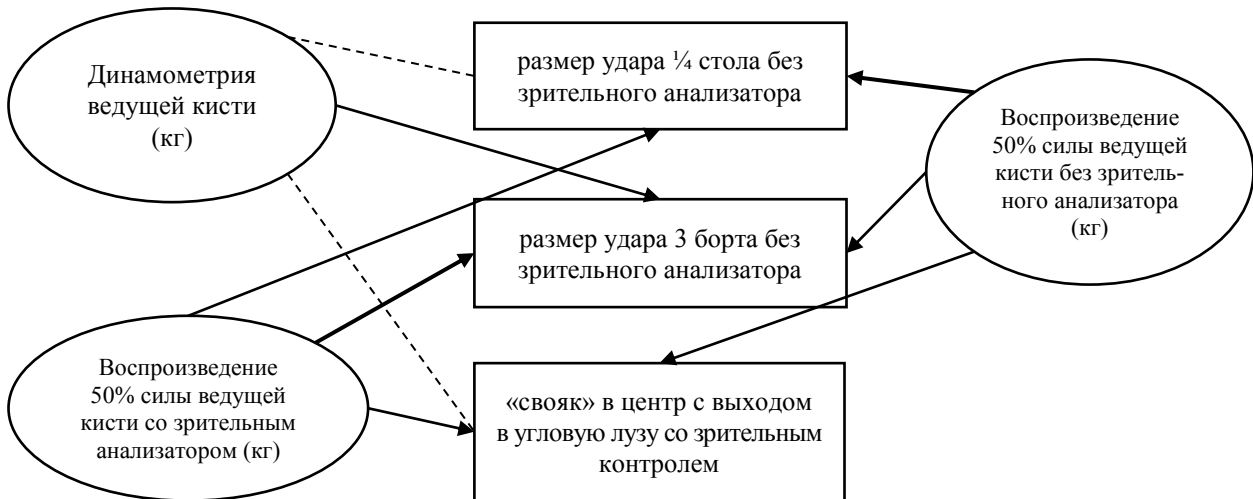 Динамометрия
ведущей кисти
(кг)
размер удара ¼ стола без
зрительного анализатора
Воспроизведение
50% силы ведущей
кисти без зритель-
ного анализатора
(кг)
размер удара 3 борта без
зрительного анализатора
Воспроизведение
50% силы ведущей
кисти со зрительным
анализатором (кг)
«свояк» в центр с выходом
в угловую лузу со зрительным
контролем